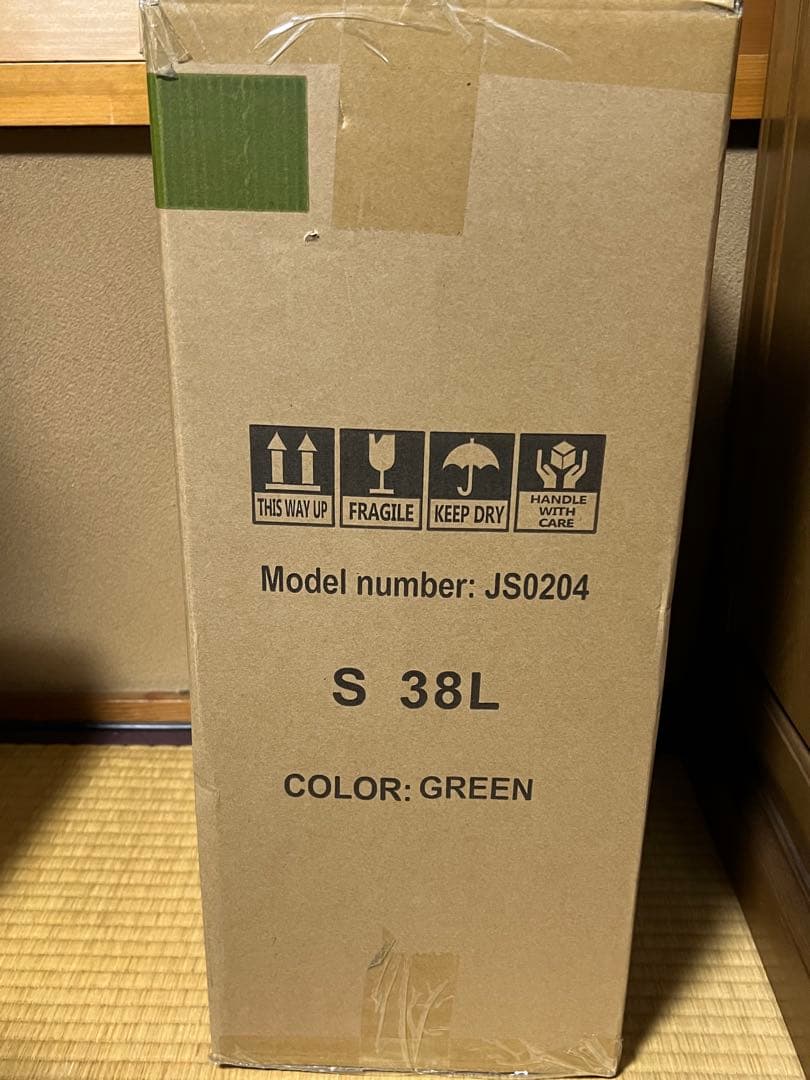 THIS WAY UP
FRAGILE
KEEP DRY
HANDLE
WITH
CARE
Model number: JS0204
S 38L
COLOR: GREEN